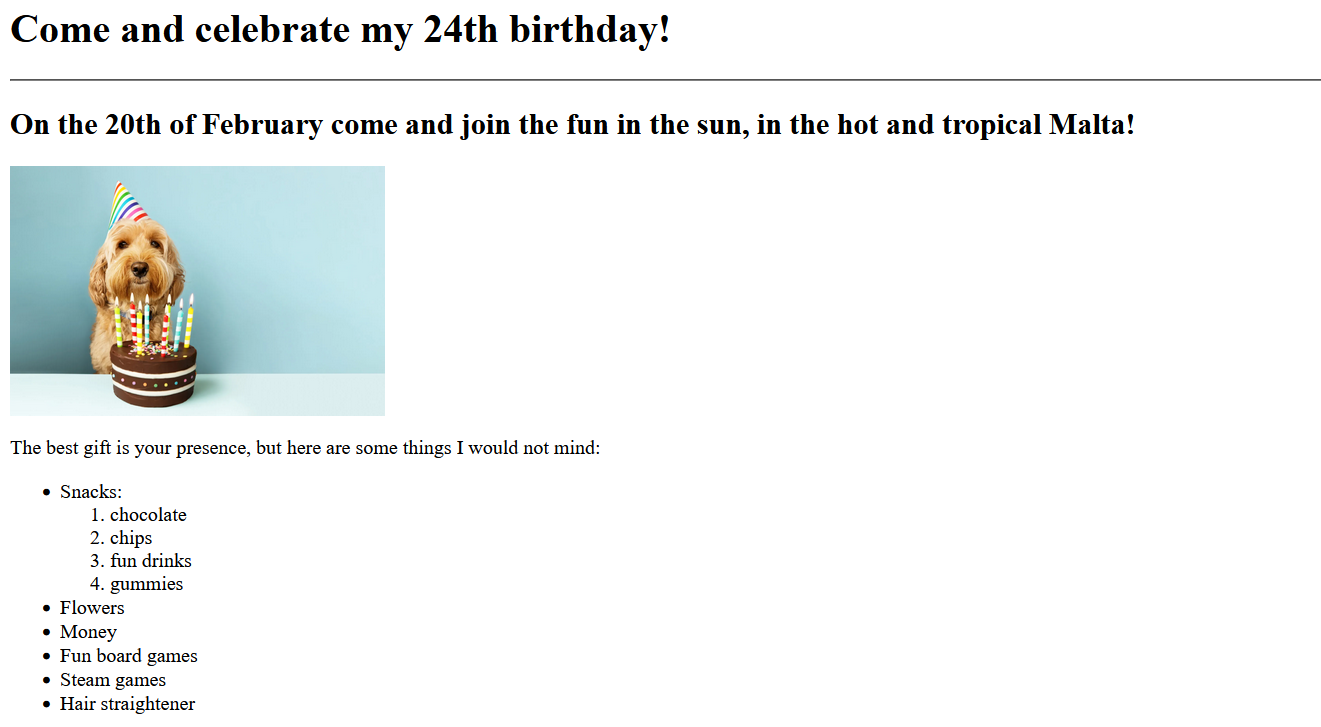 Come and celebrate my 24th birthday!
On the 20th of February come and join the fun in the sun, in the hot and tropical Malta!
The best gift is your presence, but here are some things I would not mind:
• Snacks:
1. chocolate
2. chips
3. fun drinks
4. gummies
• Flowers
• Money
• Fun board games
• Steam games
• Hair straightener